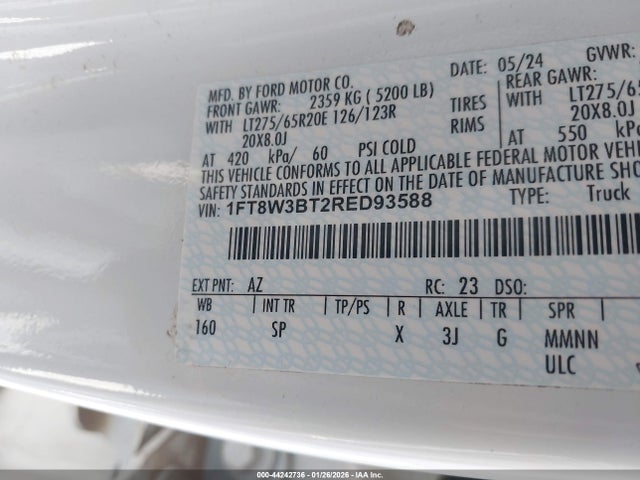 MFD. BY FORD MOTOR CO. DATE: 05/24 GVWR:
FRONT GAWR: 2359 KG ( 5200 LB) REAR GAWR:
WITH LT275/65R20E 126/123R TIRES WITH LT275/65
20X8.0J RIMS 20X8.0J
AT 420 kPa/ 60 PSI COLD AT 550 kPa/
THIS VEHICLE CONFORMS TO ALL APPLICABLE FEDERAL MOTOR VEHI
SAFETY STANDARDS IN EFFECT ON THE DATE OF MANUFACTURE SHO
VIN: 1FT8W3BT2RED93588 TYPE: Truck
EXT PNT: AZ RC: 23 DSO:
WB INT TR TP/PS R AXLE TR SPR
160 SP X 3J G MMNN
ULC
000-44242736 - 01/26/2026 - IAA Inc.